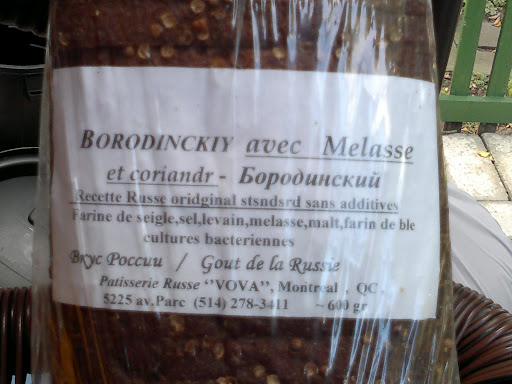 BORODINCKIY avec Melasse
et coriandr - Бородинский
Recette Russe oridginal stsndsrd sans additives
Farine de seigle,sel,levain,melasse,malt,farin de ble
cultures bacteriennes
Вкус России / Gout de la Russie
Patisserie Russe ‘‘VOVA’’, Montreal , QC .
5225 av.Parc (514) 278-3411 ~ 600 gr